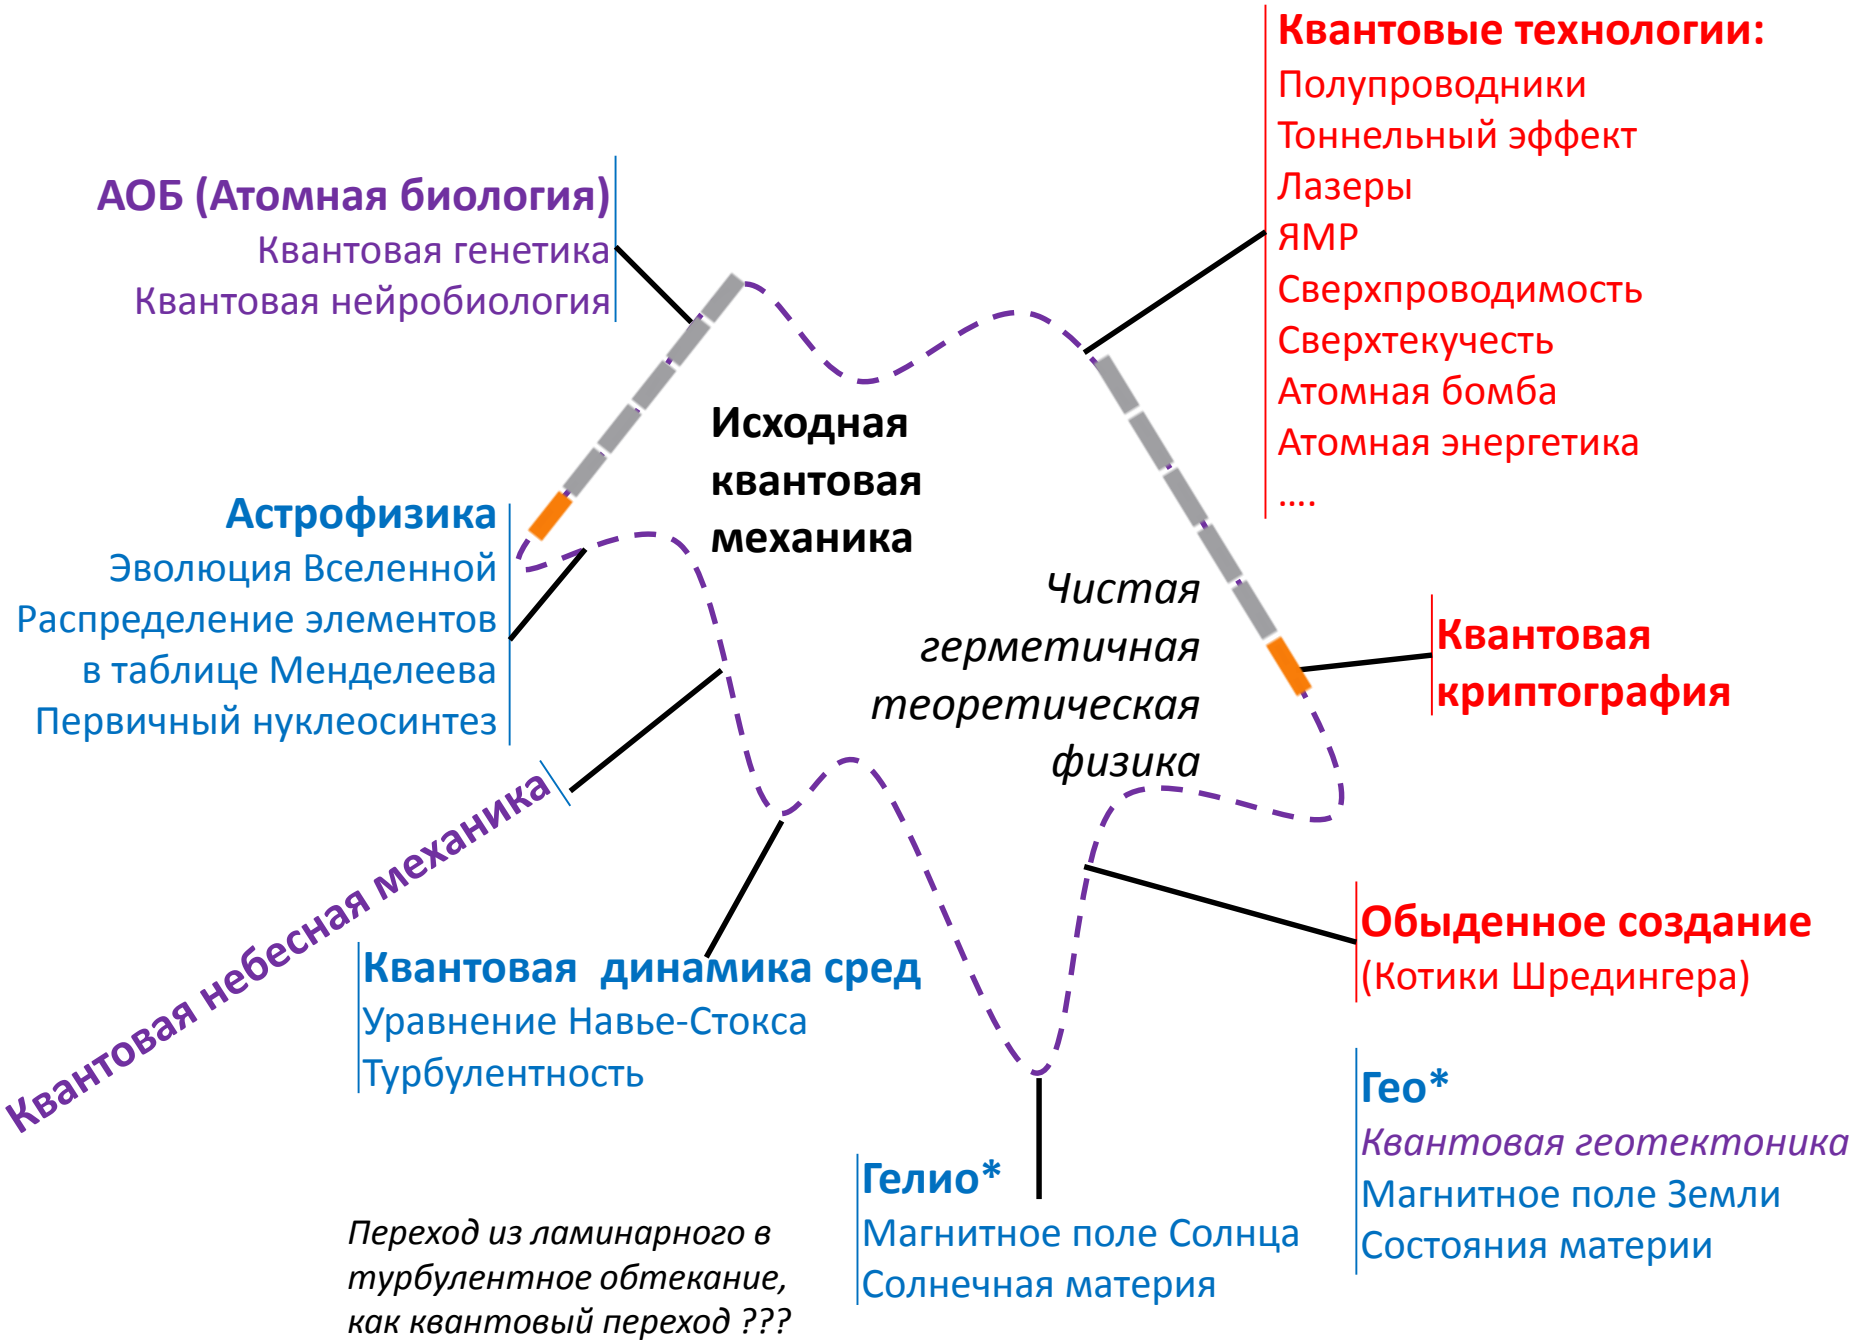 Квантовые технологии:
Полупроводники
Тоннельный эффект
Лазеры
ЯМР
Сверхпроводимость
Сверхтекучесть
Атомная бомба
Атомная энергетика
....
АОБ (Атомная биология)
Квантовая генетика
Квантовая нейробиология
Исходная
квантовая
механика
Астрофизика
Эволюция Вселенной
Распределение элементов
в таблице Менделеева
Первичный нуклеосинтез
Чистая
герметичная
теоретическая
физика
Квантовая
криптография
Квантовая небесная механика
Квантовая динамика сред
Уравнение Навье-Стокса
Турбулентность
Обыденное создание
(Котики Шредингера)
Гео*
Квантовая геотектоника
Магнитное поле Земли
Состояния материи
Гелио*
Магнитное поле Солнца
Солнечная материя
Переход из ламинарного в
турбулентное обтекание,
как квантовый переход ???